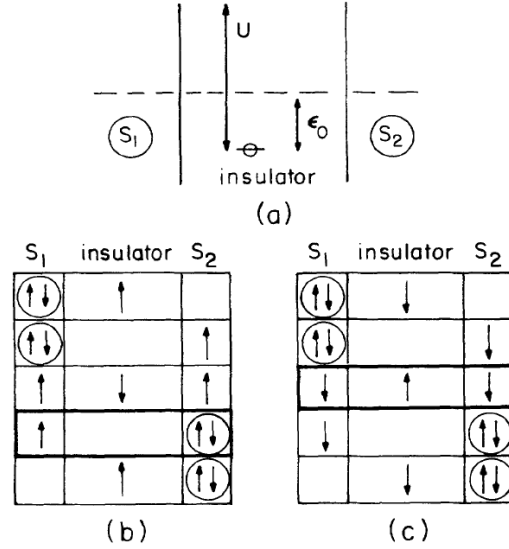 U
S₁ ϵ₀ S₂
insulator
(a)
S₁ insulator S₂ S₁ insulator S₂
↑↓ ↑ ↑↓ ↓
↑↓ ↑ ↑↓ ↓
↑ ↓ ↑ ↓ ↑ ↓
↑ ↑↓ ↓ ↑↓
↑ ↑↓ ↓ ↑↓
(b) (c)